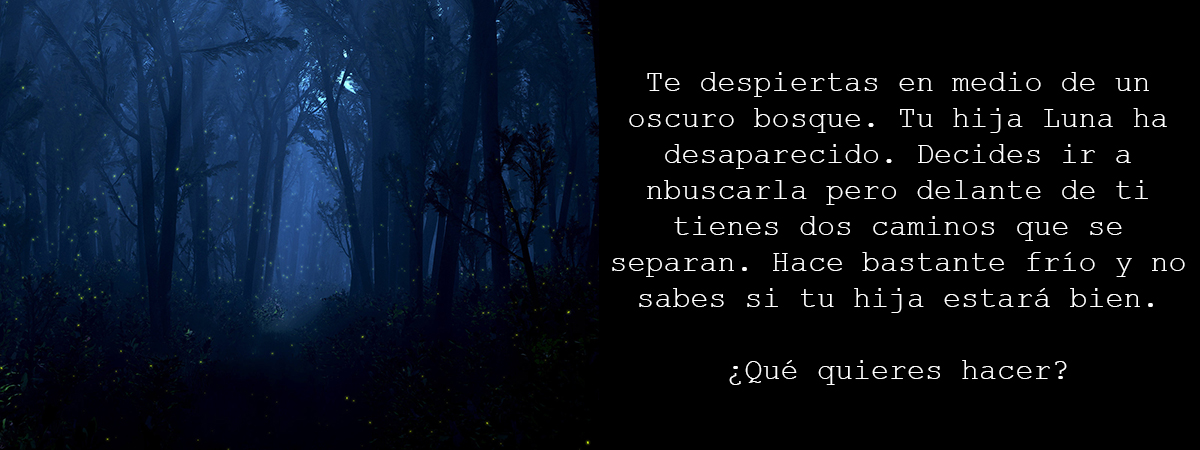 Te despiertas en medio de un
oscuro bosque. Tu hija Luna ha
desaparecido. Decides ir a
nbuscarla pero delante de ti
tienes dos caminos que se
separan. Hace bastante frío y no
sabes si tu hija estará bien.
¿Qué quieres hacer?